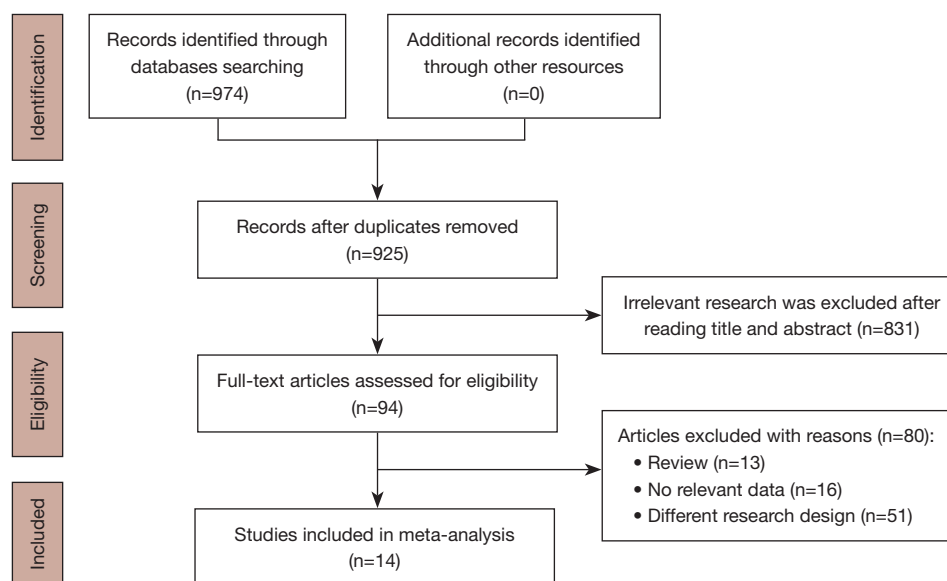 Identification
Records identified through
databases searching
(n=974)
Additional records identified
through other resources
(n=0)
Screening
Records after duplicates removed
(n=925)
Irrelevant research was excluded after
reading title and abstract (n=831)
Eligibility
Full-text articles assessed for eligibility
(n=94)
Articles excluded with reasons (n=80):
• Review (n=13)
• No relevant data (n=16)
• Different research design (n=51)
Included
Studies included in meta-analysis
(n=14)